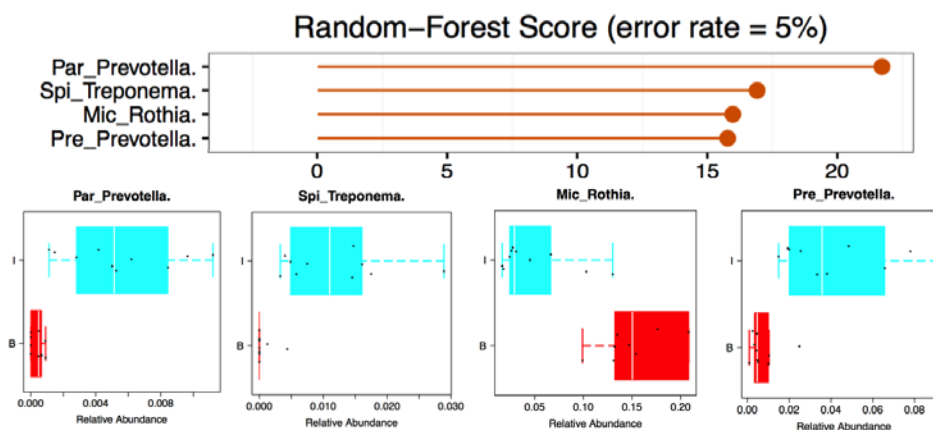 Random−Forest Score (error rate = 5%)
Par_Prevotella.
Spi_Treponema.
Mic_Rothia.
Pre_Prevotella.
0 5 10 15 20
Par_Prevotella. Spi_Treponema. Mic_Rothia. Pre_Prevotella.
I I I I
B B B B
0.000 0.004 0.008 0.000 0.010 0.020 0.030 0.05 0.10 0.15 0.20 0.00 0.02 0.04 0.06 0.08
Relative Abundance Relative Abundance Relative Abundance Relative Abundance